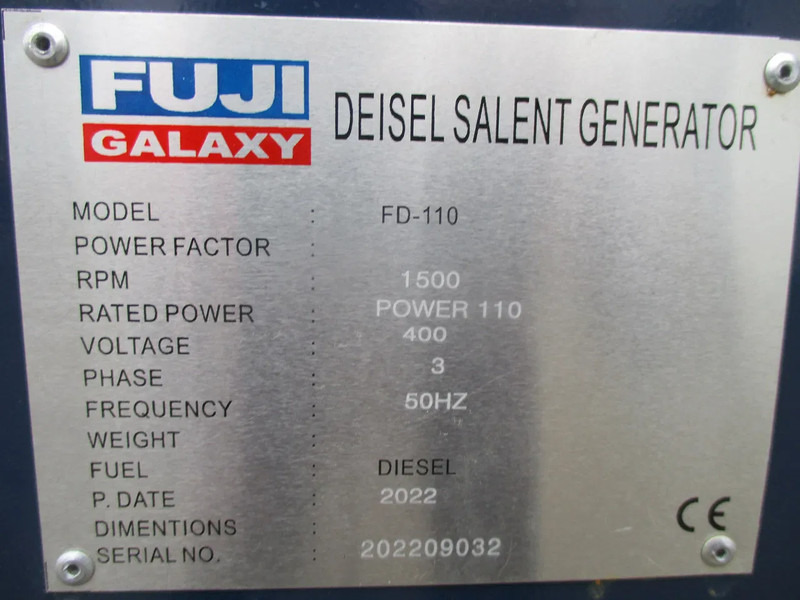 FUJI
GALAXY
DEISEL SALENT GENERATOR
MODEL : FD-110
POWER FACTOR :
RPM : 1500
RATED POWER : POWER 110
VOLTAGE : 400
PHASE : 3
FREQUENCY : 50HZ
WEIGHT :
FUEL : DIESEL
P. DATE : 2022
DIMENTIONS :
SERIAL NO. : 202209032
CE